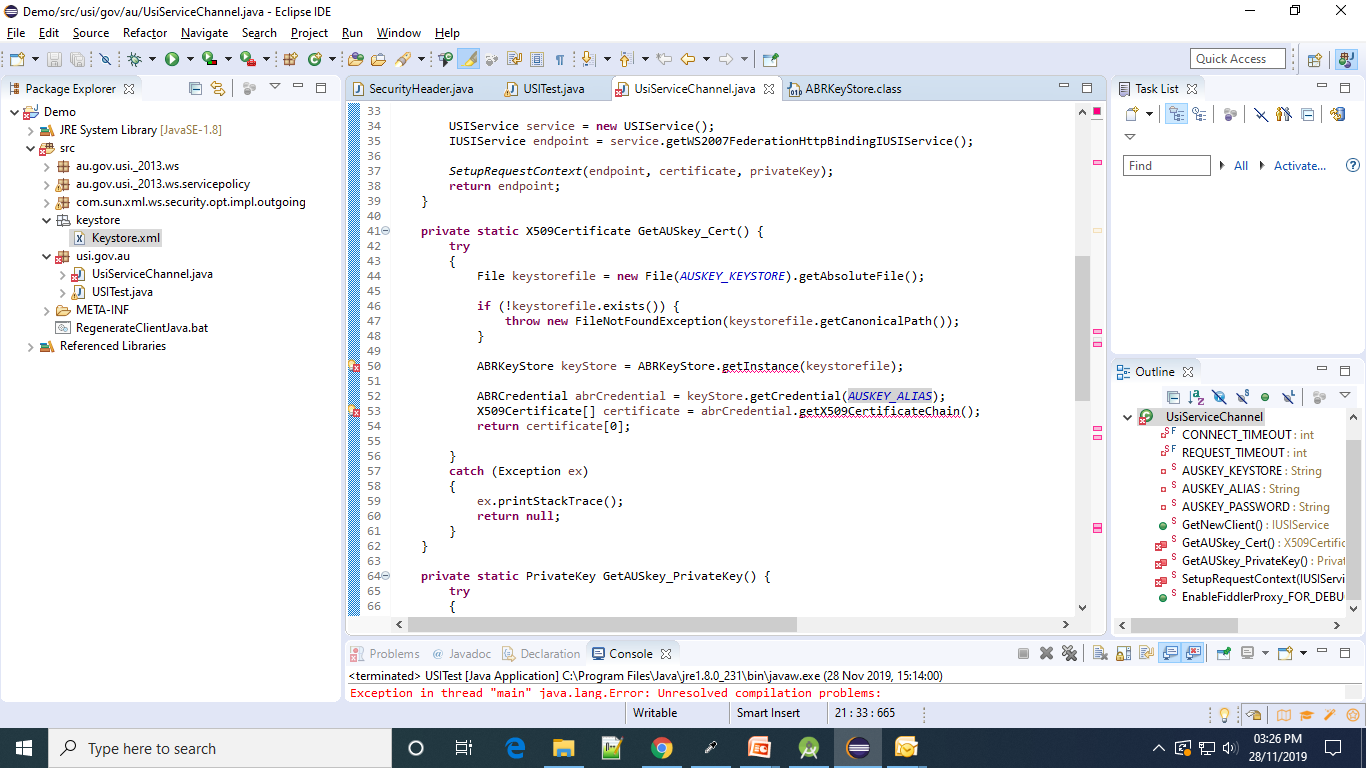 Demo/src/usi/gov/au/UsiServiceChannel.java - Eclipse IDE
File Edit Source Refactor Navigate Search Project Run Window Help
Quick Access
Package Explorer
Demo
JRE System Library [JavaSE-1.8]
src
au.gov.usi._2013.ws
au.gov.usi._2013.ws.servicepolicy
com.sun.xml.ws.security.opt.impl.outgoing
keystore
Keystore.xml
usi.gov.au
UsiServiceChannel.java
USITest.java
META-INF
RegenerateClientJava.bat
Referenced Libraries
SecurityHeader.java USITest.java UsiServiceChannel.java ABRKeyStore.class
33
34 USIService service = new USIService();
35 IUSIService endpoint = service.getWS2007FederationHttpBindingIUSIService();
36
37 SetupRequestContext(endpoint, certificate, privateKey);
38 return endpoint;
39 }
40
41 private static X509Certificate GetAUSkey_Cert() {
42 try
43 {
44 File keystorefile = new File(AUSKEY_KEYSTORE).getAbsoluteFile();
45
46 if (!keystorefile.exists()) {
47 throw new FileNotFoundException(keystorefile.getCanonicalPath());
48 }
49
50 ABRKeyStore keyStore = ABRKeyStore.getInstance(keystorefile);
51
52 ABRCredential abrCredential = keyStore.getCredential(AUSKEY_ALIAS);
53 X509Certificate[] certificate = abrCredential.getX509CertificateChain();
54 return certificate[0];
55
56 }
57 catch (Exception ex)
58 {
59 ex.printStackTrace();
60 return null;
61 }
62 }
63
64 private static PrivateKey GetAUSkey_PrivateKey() {
65 try
66 {
Task List
Find All Activate...
Outline
UsiServiceChannel
CONNECT_TIMEOUT : int
REQUEST_TIMEOUT : int
AUSKEY_KEYSTORE : String
AUSKEY_ALIAS : String
AUSKEY_PASSWORD : String
GetNewClient() : IUSIService
GetAUSkey_Cert() : X509Certific
GetAUSkey_PrivateKey() : Privat
SetupRequestContext(IUSIServi
EnableFiddlerProxy_FOR_DEBU
Problems @ Javadoc Declaration Console
<terminated> USITest [Java Application] C:\Program Files\Java\jre1.8.0_231\bin\javaw.exe (28 Nov 2019, 15:14:00)
Exception in thread "main" java.lang.Error: Unresolved compilation problems:
Writable Smart Insert 21 : 33 : 665
Type here to search
03:26 PM
28/11/2019